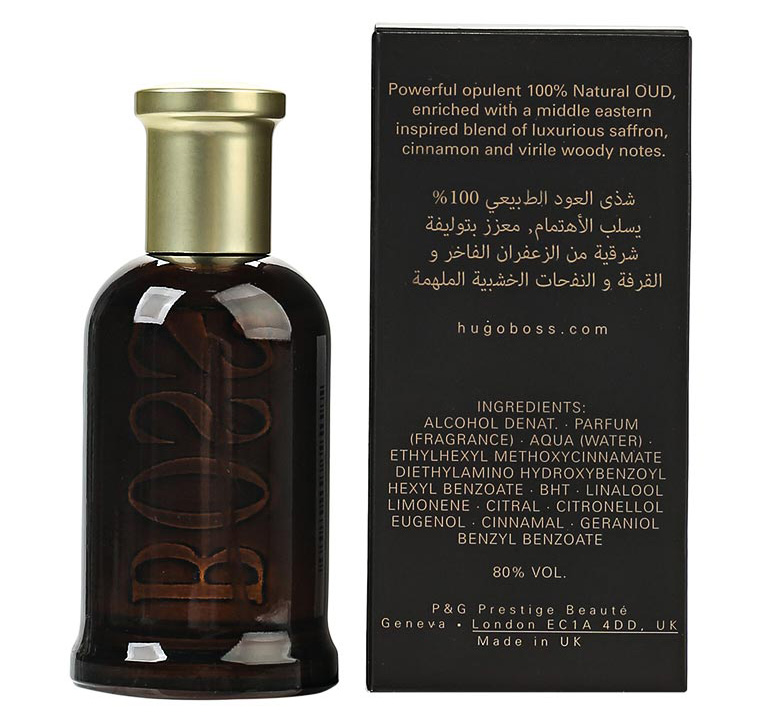 BOSS
Powerful opulent 100% Natural OUD,
enriched with a middle eastern
inspired blend of luxurious saffron,
cinnamon and virile woody notes.
شذى العود الطبيعي 100%
يسلب الأهتمام, معزز بتوليفة
شرقية من الزعفران الفاخر و
القرفة و النفحات الخشبية الملهمة
hugoboss.com
INGREDIENTS:
ALCOHOL DENAT. · PARFUM
(FRAGRANCE) · AQUA (WATER) ·
ETHYLHEXYL METHOXYCINNAMATE
DIETHYLAMINO HYDROXYBENZOYL
HEXYL BENZOATE · BHT · LINALOOL
LIMONENE · CITRAL · CITRONELLOL
EUGENOL · CINNAMAL · GERANIOL
BENZYL BENZOATE
80% VOL.
P&G Prestige Beauté
Geneva • London EC1A 4DD, UK
Made in UK